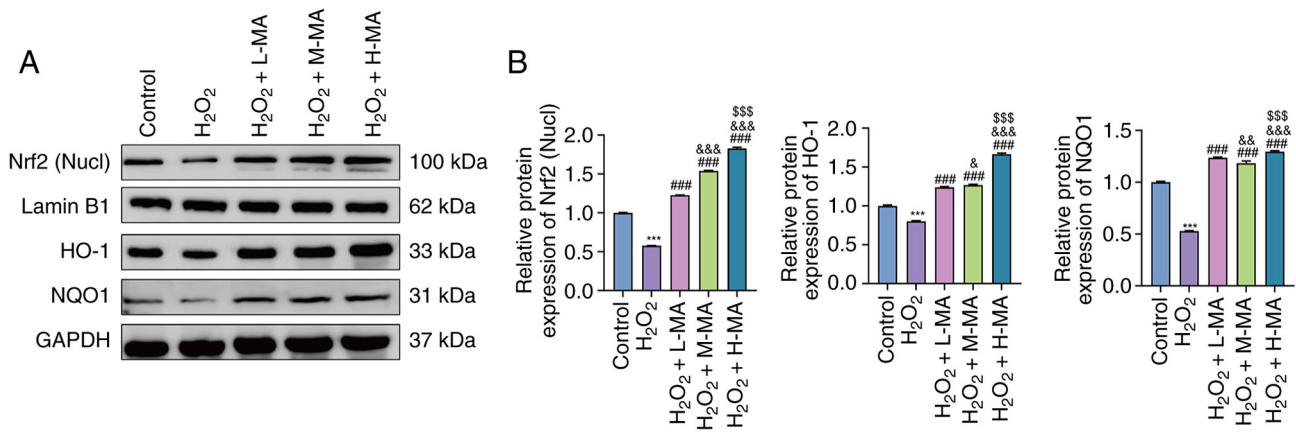 A
Control
H2O2
H2O2 + L-MA
H2O2 + M-MA
H2O2 + H-MA
Nrf2 (Nucl)
100 kDa
Lamin B1
62 kDa
HO-1
33 kDa
NQO1
31 kDa
GAPDH
37 kDa
B
Relative protein
expression of Nrf2 (Nucl)
2.0
1.5
1.0
0.5
0.0
***
###
&&&
###
$$$
&&&
###
Control
H2O2
H2O2 + L-MA
H2O2 + M-MA
H2O2 + H-MA
Relative protein
expression of HO-1
2.0
1.5
1.0
0.5
0.0
***
###
&
###
$$$
&&&
###
Control
H2O2
H2O2 + L-MA
H2O2 + M-MA
H2O2 + H-MA
Relative protein
expression of NQO1
1.5
1.0
0.5
0.0
***
###
&&
###
$$$
&&&
###
Control
H2O2
H2O2 + L-MA
H2O2 + M-MA
H2O2 + H-MA